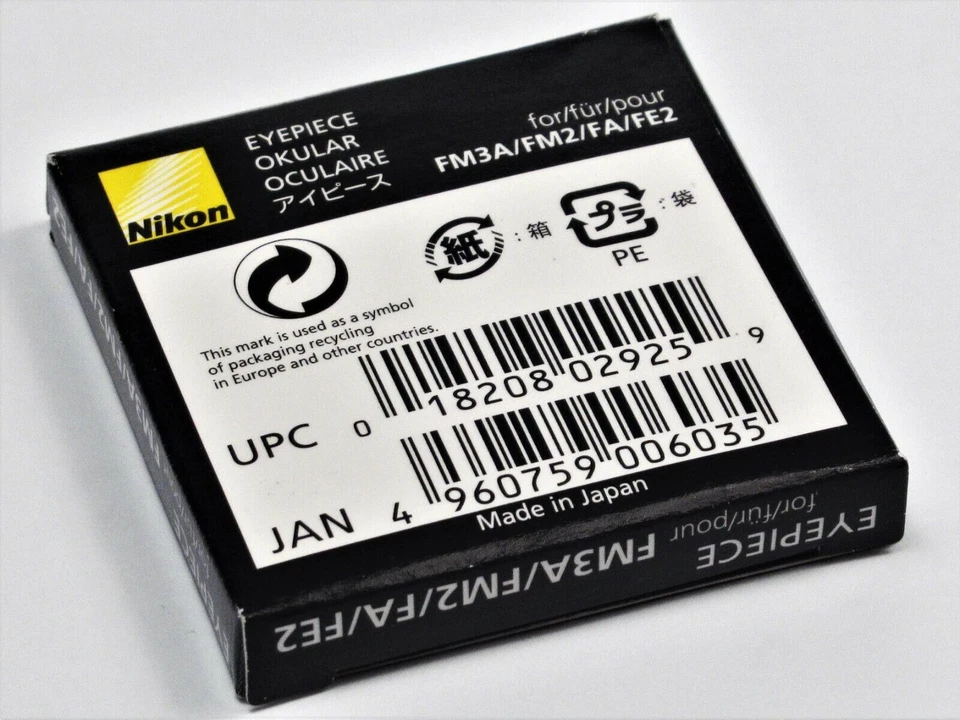 EYEPIECE
OKULAR
OCULAIRE
アイピース
for/für/pour
FM3A/FM2/FA/FE2
Nikon
紙 : 箱
プラ : 袋
PE
This mark is used as a symbol
of packaging recycling
in Europe and other countries.
UPC 0 18208 02925 9
JAN 4 960759 006035
Made in Japan
EYEPIECE for/für/pour FM3A/FM2/FA/FE2